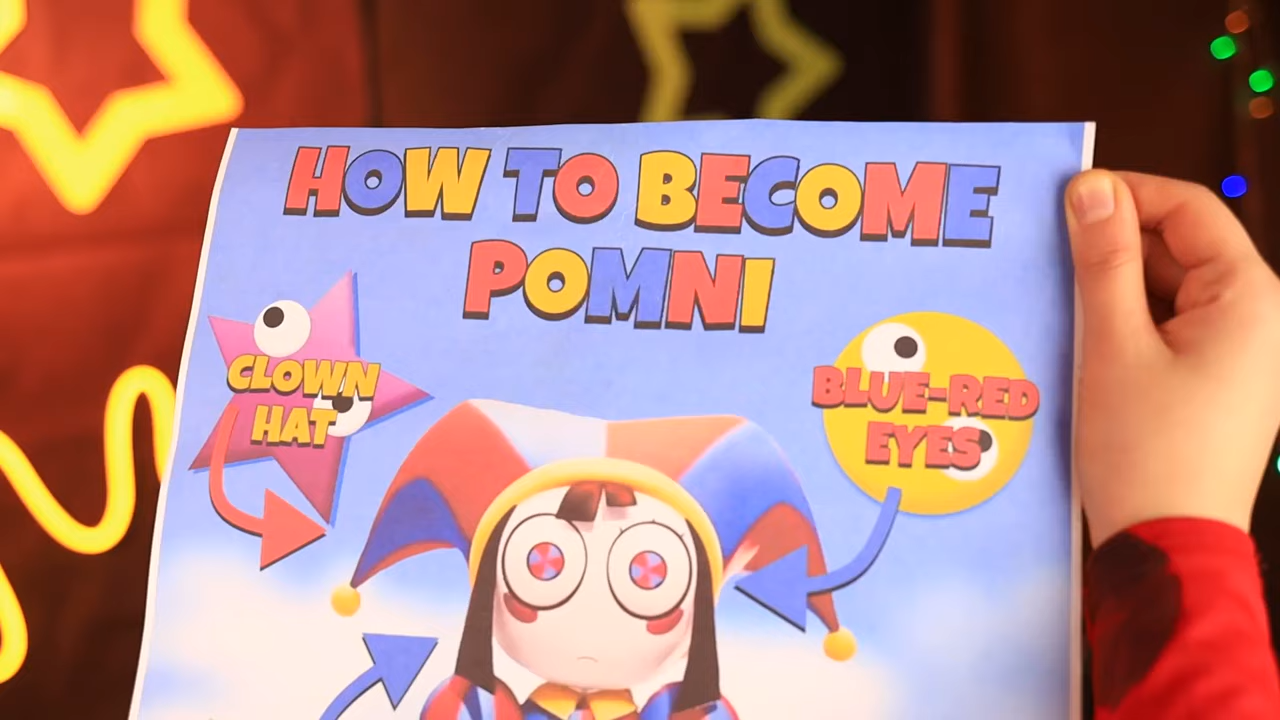 HOW TO BECOME
POMNI
CLOWN
HAT
BLUE-RED
EYES